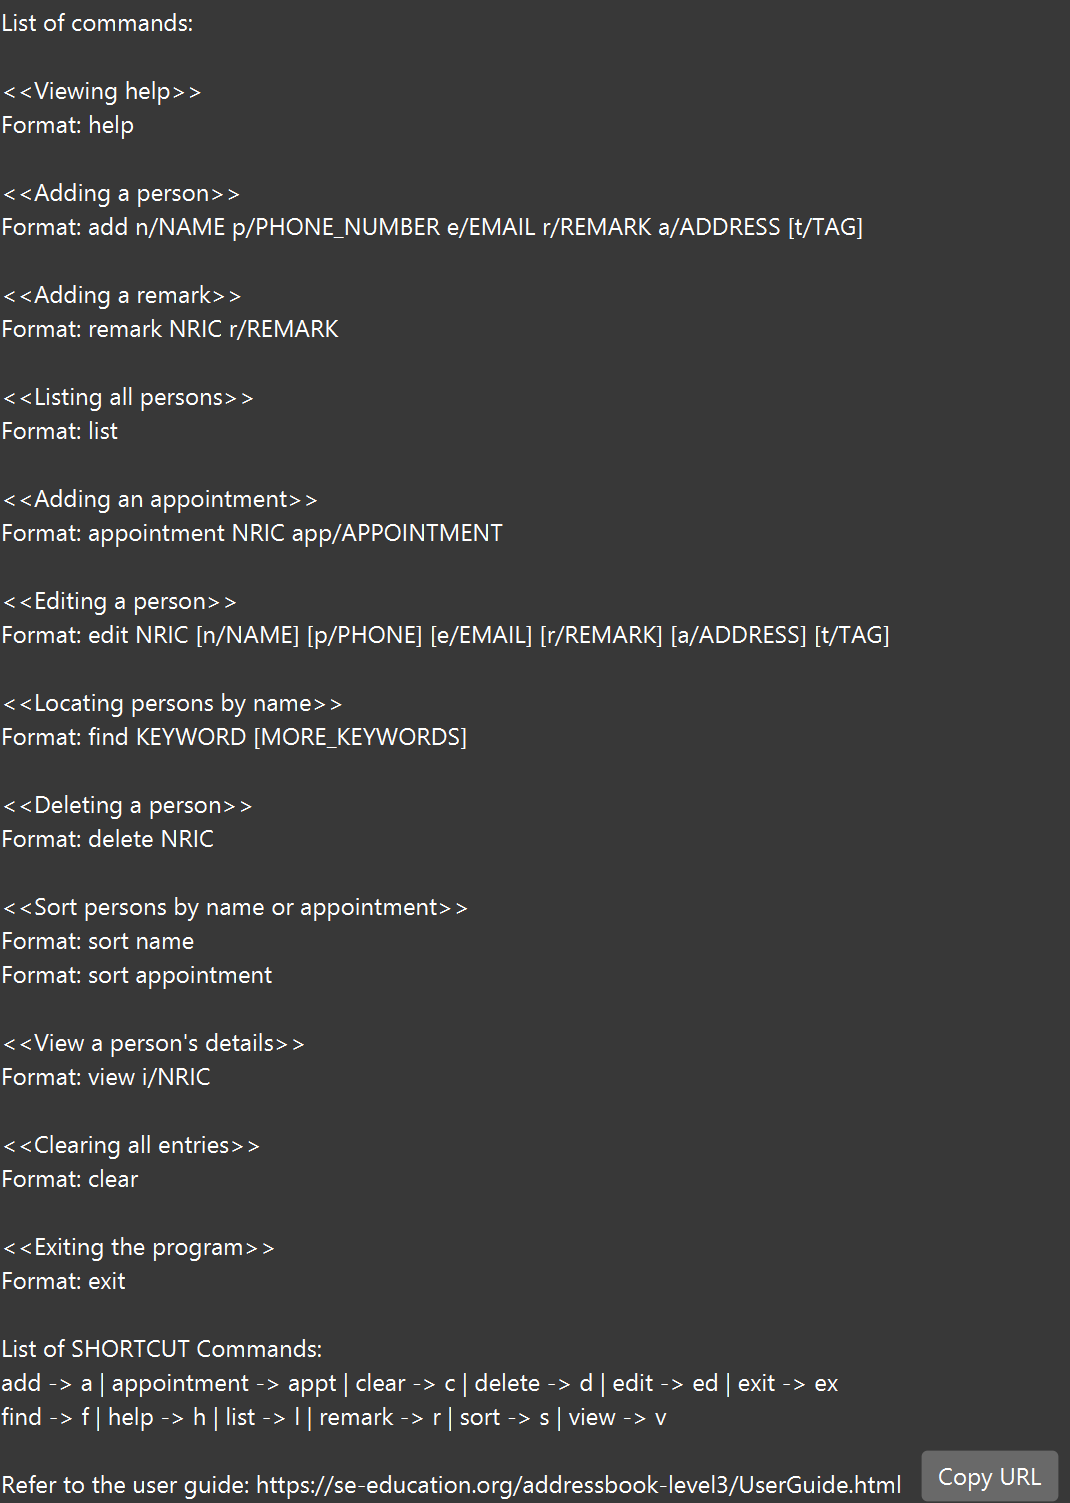 List of commands:
<<Viewing help>>
Format: help
<<Adding a person>>
Format: add n/NAME p/PHONE_NUMBER e/EMAIL r/REMARK a/ADDRESS [t/TAG]
<<Adding a remark>>
Format: remark NRIC r/REMARK
<<Listing all persons>>
Format: list
<<Adding an appointment>>
Format: appointment NRIC app/APPOINTMENT
<<Editing a person>>
Format: edit NRIC [n/NAME] [p/PHONE] [e/EMAIL] [r/REMARK] [a/ADDRESS] [t/TAG]
<<Locating persons by name>>
Format: find KEYWORD [MORE_KEYWORDS]
<<Deleting a person>>
Format: delete NRIC
<<Sort persons by name or appointment>>
Format: sort name
Format: sort appointment
<<View a person's details>>
Format: view i/NRIC
<<Clearing all entries>>
Format: clear
<<Exiting the program>>
Format: exit
List of SHORTCUT Commands:
add -> a | appointment -> appt | clear -> c | delete -> d | edit -> ed | exit -> ex
find -> f | help -> h | list -> l | remark -> r | sort -> s | view -> v
Refer to the user guide: https://se-education.org/addressbook-level3/UserGuide.html
Copy URL